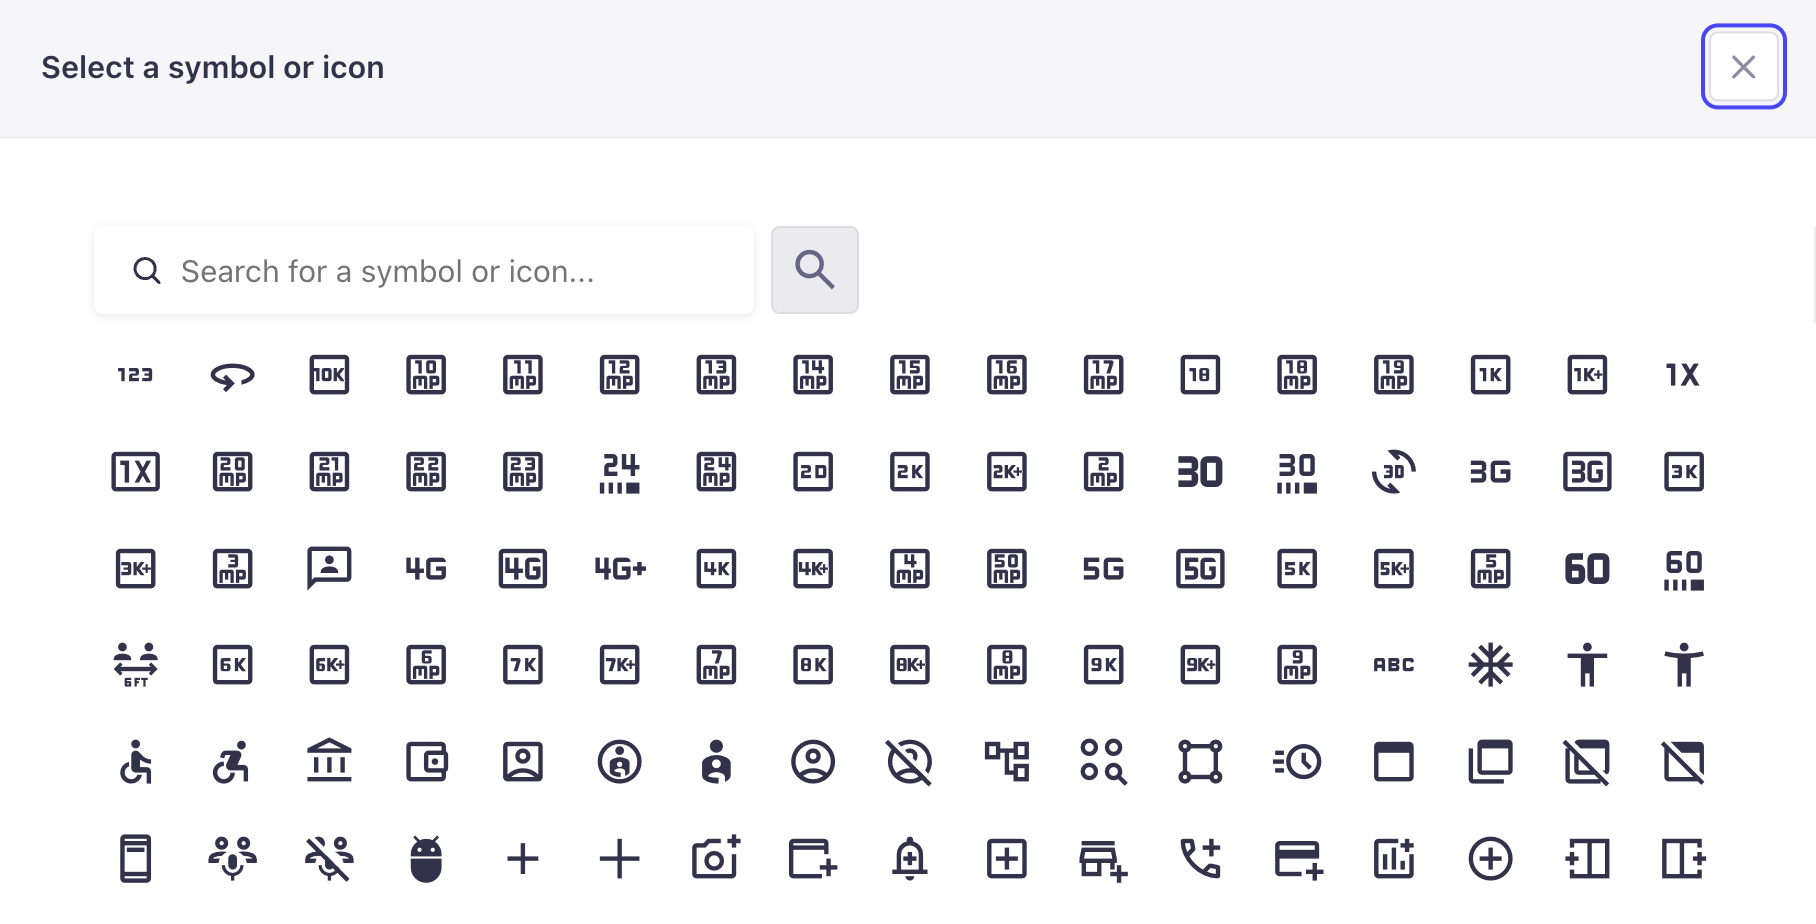 Select a symbol or icon
Search for a symbol or icon...
123 10K 10 MP 11 MP 12 MP 13 MP 14 MP 15 MP 16 MP 17 MP 18 18 MP 19 MP 1K 1K+ 1X
1X 20 MP 21 MP 22 MP 23 MP 24 24 MP 2D 2K 2K+ 2 MP 30 30 3D 3G 3G 3K
3K+ 3 MP 4G 4G 4G+ 4K 4K+ 4 MP 50 MP 5G 5G 5K 5K+ 5 MP 60 60
6FT 6K 6K+ 6 MP 7K 7K+ 7 MP 8K 8K+ 8 MP 9K 9K+ 9 MP ABC